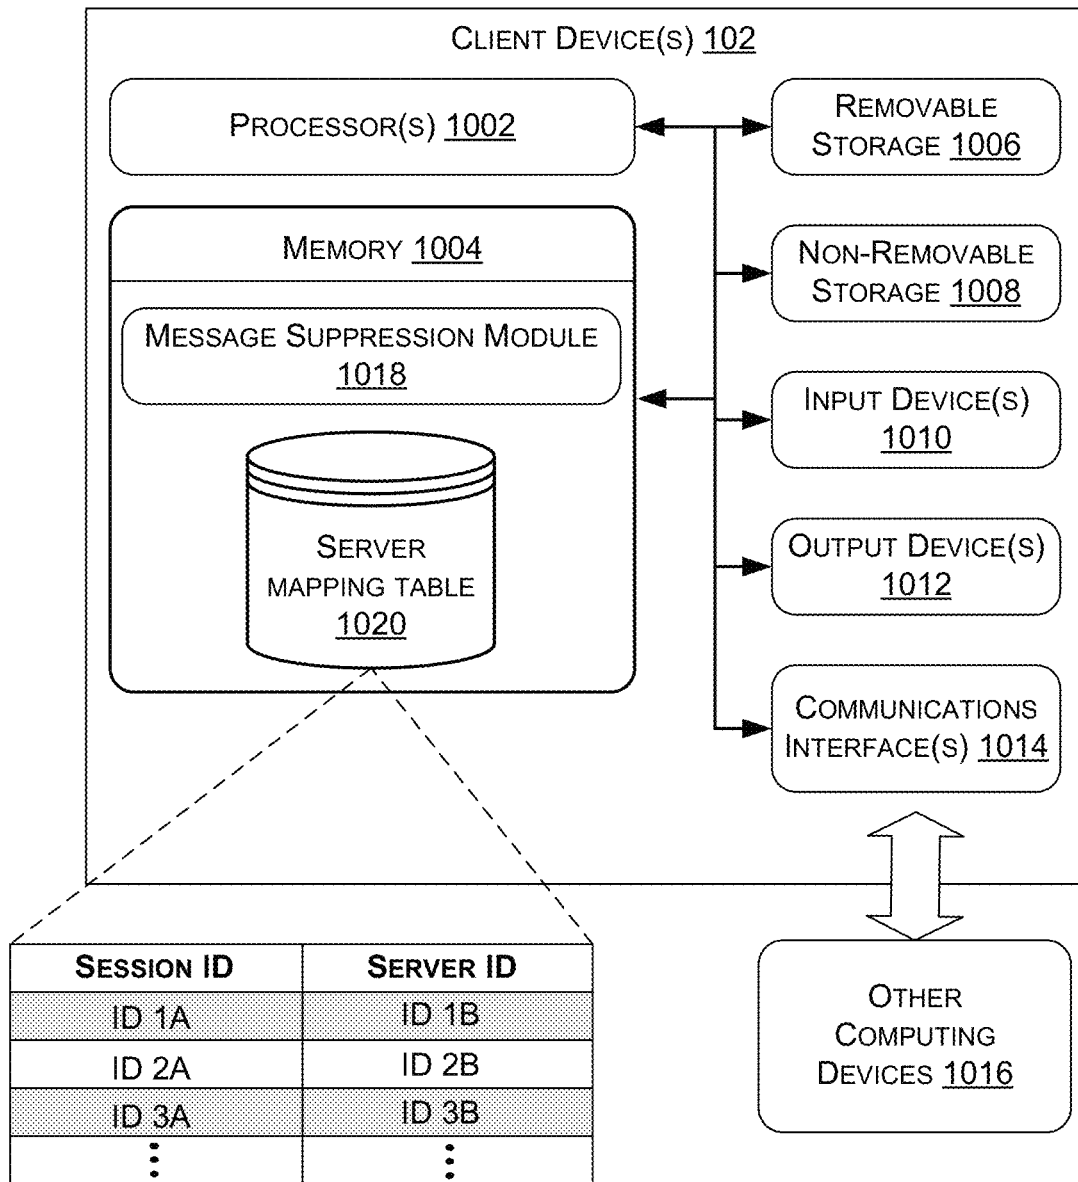 CLIENT DEVICE(S) 102
PROCESSOR(S) 1002
MEMORY 1004
MESSAGE SUPPRESSION MODULE
1018
SERVER
MAPPING TABLE
1020
REMOVABLE
STORAGE 1006
NON-REMOVABLE
STORAGE 1008
INPUT DEVICE(S)
1010
OUTPUT DEVICE(S)
1012
COMMUNICATIONS
INTERFACE(S) 1014
OTHER
COMPUTING
DEVICES 1016
SESSION ID SERVER ID
ID 1A ID 1B
ID 2A ID 2B
ID 3A ID 3B